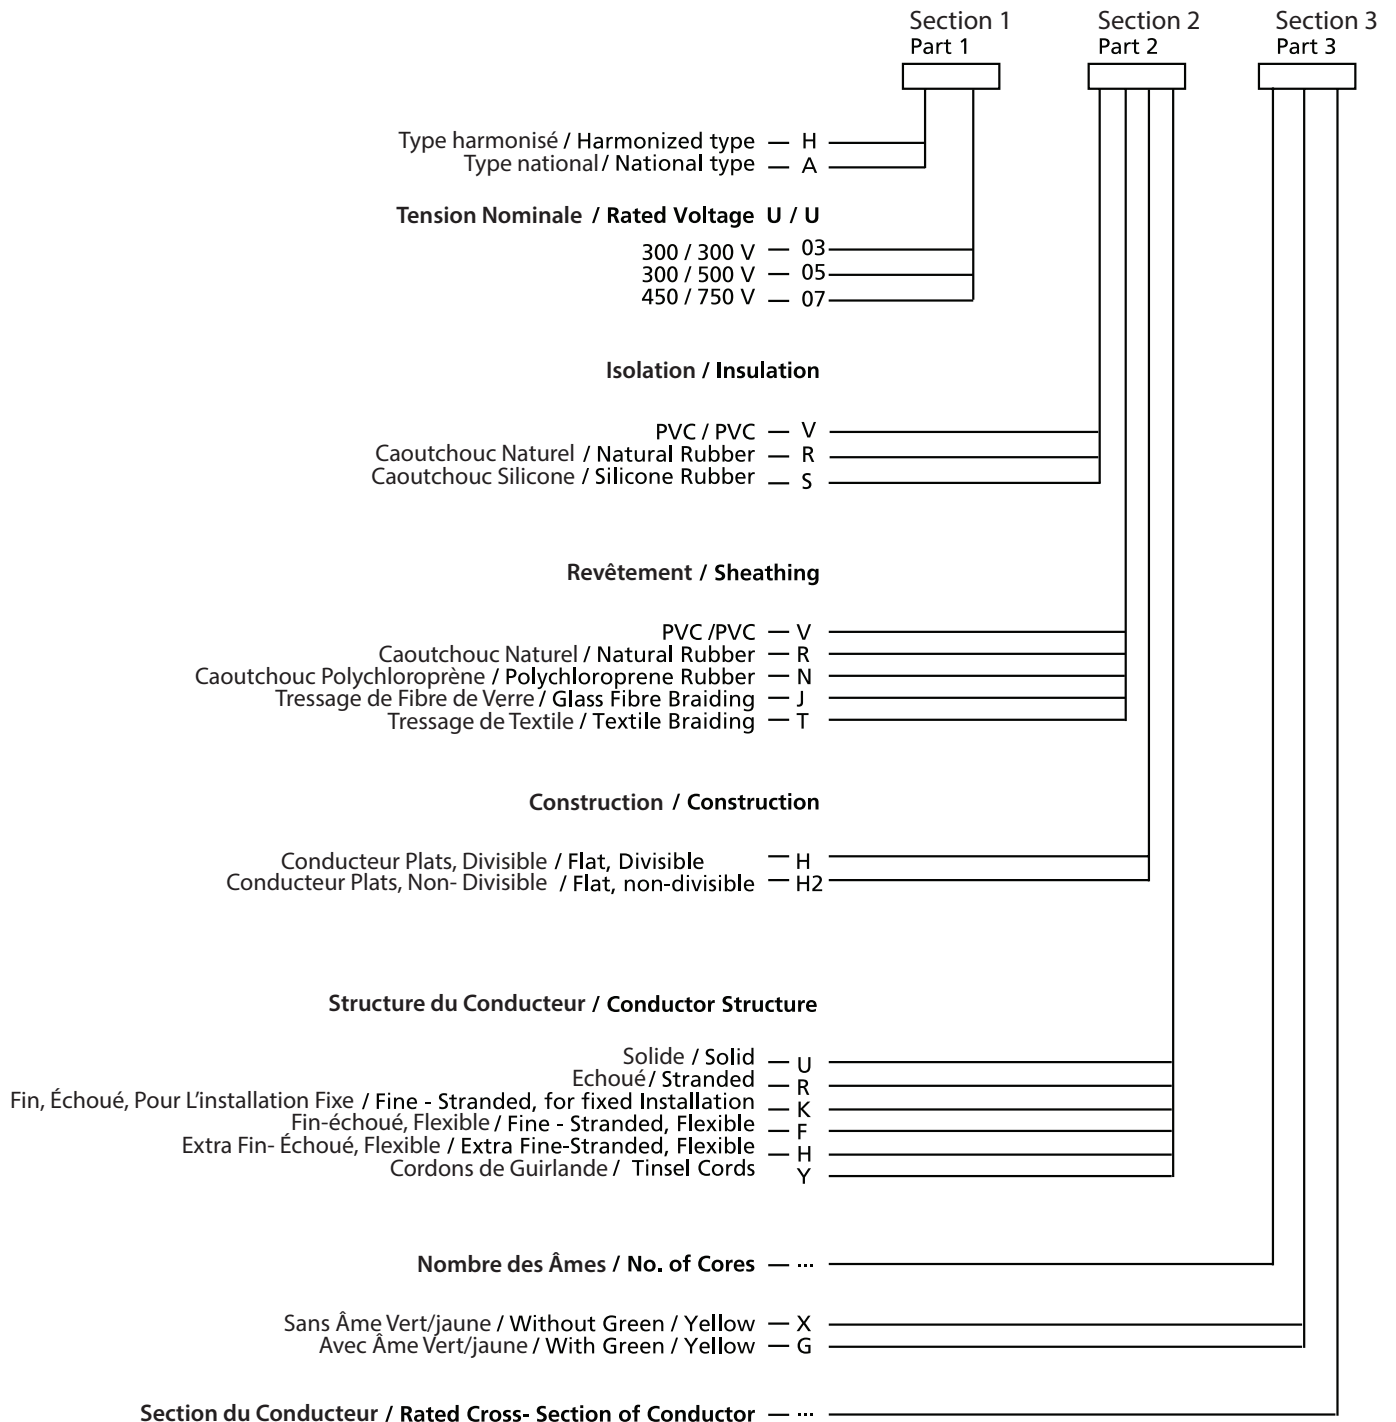 Section 1 Section 2 Section 3
Part 1 Part 2 Part 3
Type harmonisé / Harmonized type — H
Type national / National type — A
Tension Nominale / Rated Voltage U / U
300 / 300 V — 03
300 / 500 V — 05
450 / 750 V — 07
Isolation / Insulation
PVC / PVC — V
Caoutchouc Naturel / Natural Rubber — R
Caoutchouc Silicone / Silicone Rubber — S
Revêtement / Sheathing
PVC /PVC — V
Caoutchouc Naturel / Natural Rubber — R
Caoutchouc Polychloroprène / Polychloroprene Rubber — N
Tressage de Fibre de Verre / Glass Fibre Braiding — J
Tressage de Textile / Textile Braiding — T
Construction / Construction
Conducteur Plats, Divisible / Flat, Divisible — H
Conducteur Plats, Non- Divisible / Flat, non-divisible — H2
Structure du Conducteur / Conductor Structure
Solide / Solid — U
Echoué / Stranded — R
Fin, Échoué, Pour L'installation Fixe / Fine - Stranded, for fixed Installation — K
Fin-échoué, Flexible / Fine - Stranded, Flexible — F
Extra Fin- Échoué, Flexible / Extra Fine-Stranded, Flexible — H
Cordons de Guirlande / Tinsel Cords Y
Nombre des Âmes / No. of Cores — ...
Sans Âme Vert/jaune / Without Green / Yellow — X
Avec Âme Vert/jaune / With Green / Yellow — G
Section du Conducteur / Rated Cross- Section of Conductor — ...